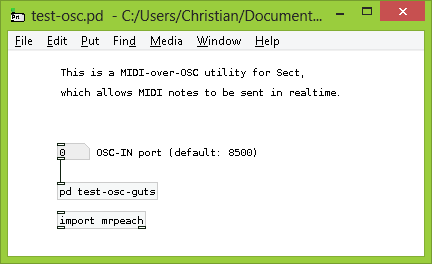 test-osc.pd - C:/Users/Christian/Document...
File Edit Put Find Media Window Help
This is a MIDI-over-OSC utility for Sect,
which allows MIDI notes to be sent in realtime.
0 OSC-IN port (default: 8500)
pd test-osc-guts
import mrpeach